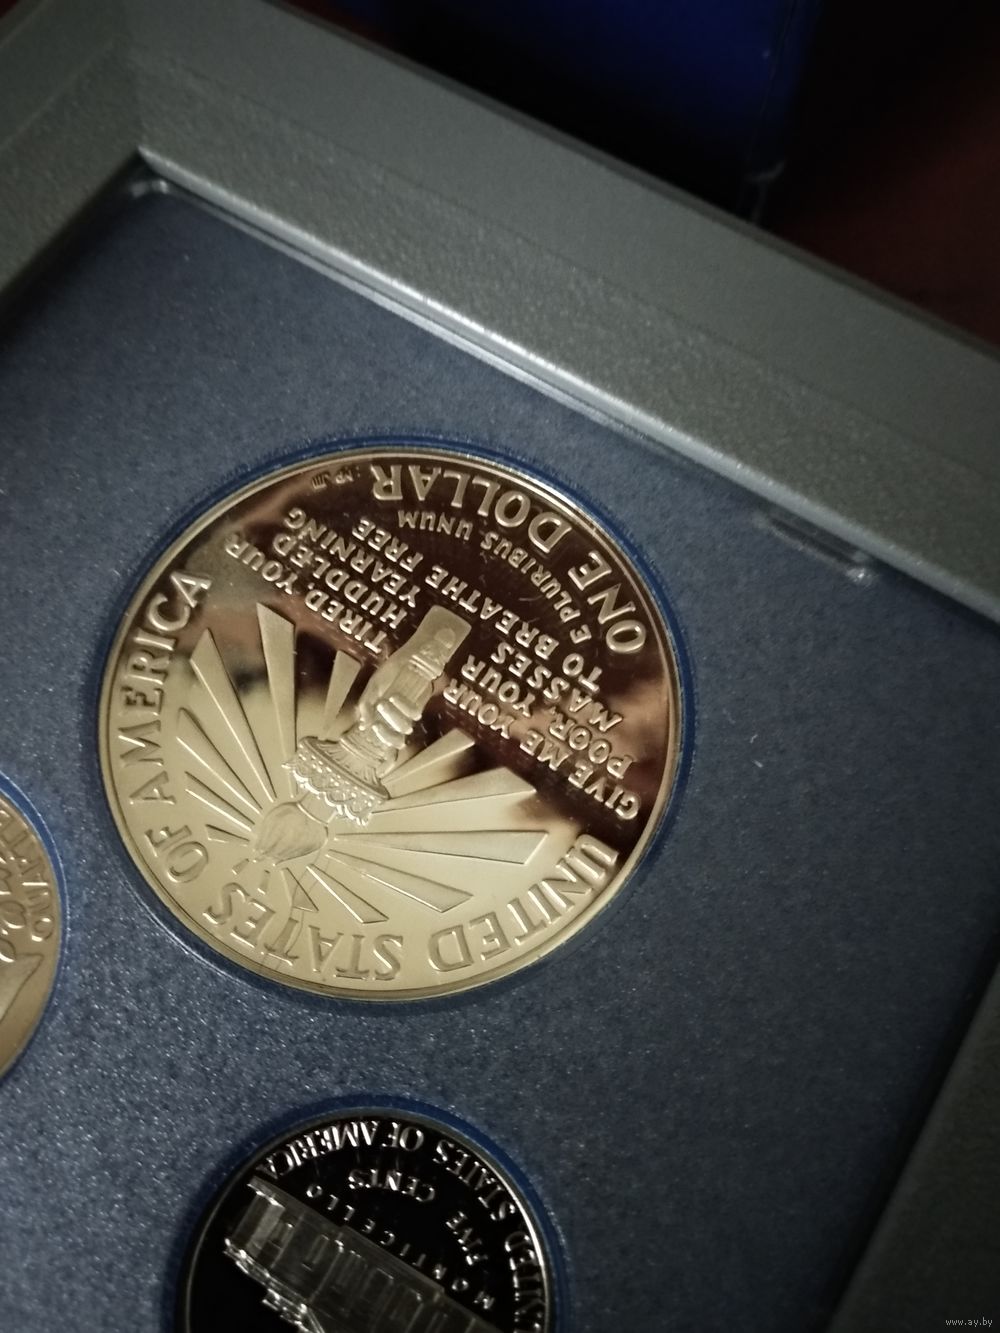 UNITED STATES OF AMERICA
GIVE ME YOUR TIRED, YOUR
POOR, YOUR HUDDLED
MASSES YEARNING
TO BREATHE FREE
E PLURIBUS UNUM
ONE DOLLAR
UNITED STATES OF AMERICA
FIVE CENTS
MONTICELLO
www.ay.by